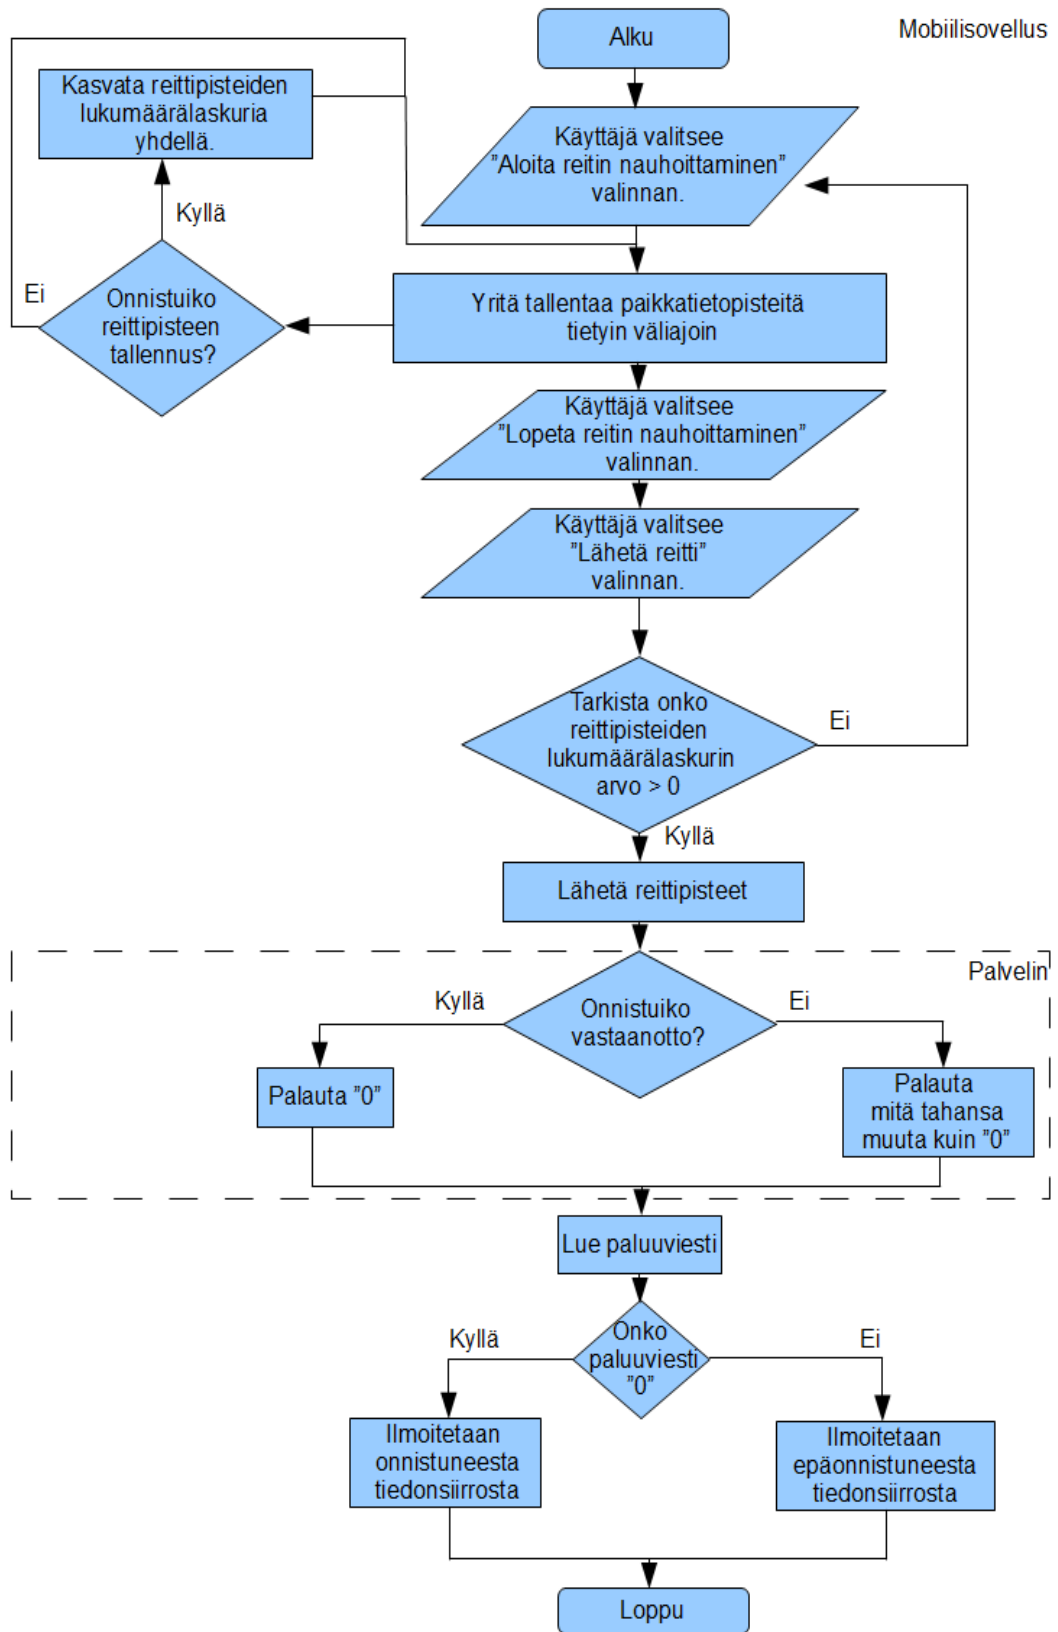 Mobiilisovellus
Alku
Kasvata reittipisteiden
lukumäärälaskuria
yhdellä.
Käyttäjä valitsee
"Aloita reitin nauhoittaminen"
valinnan.
Kyllä
Ei
Onnistuiko
reittipisteen
tallennus?
Yritä tallentaa paikkatietopisteitä
tietyin väliajoin
Käyttäjä valitsee
"Lopeta reitin nauhoittaminen"
valinnan.
Käyttäjä valitsee
"Lähetä reitti"
valinnan.
Tarkista onko
reittipisteiden
lukumäärälaskurin
arvo > 0
Ei
Kyllä
Lähetä reittipisteet
Palvelin
Kyllä
Onnistuiko
vastaanotto?
Ei
Palauta "0"
Palauta
mitä tahansa
muuta kuin "0"
Lue paluuviesti
Kyllä
Onko
paluuviesti
"0"
Ei
Ilmoitetaan
onnistuneesta
tiedonsiirrosta
Ilmoitetaan
epäonnistuneesta
tiedonsiirrosta
Loppu